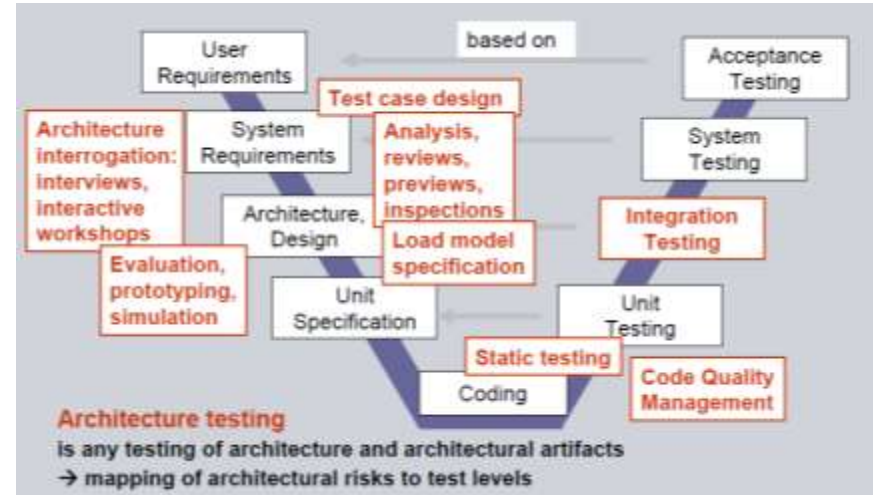 User
Requirements
based on
Acceptance
Testing
Test case design
Architecture
interrogation:
interviews,
interactive
workshops
System
Requirements
Analysis,
reviews,
previews,
inspections
System
Testing
Architecture,
Design
Integration
Testing
Load model
specification
Evaluation,
prototyping,
simulation
Unit
Specification
Unit
Testing
Static testing
Coding
Code Quality
Management
Architecture testing
is any testing of architecture and architectural artifacts
→ mapping of architectural risks to test levels